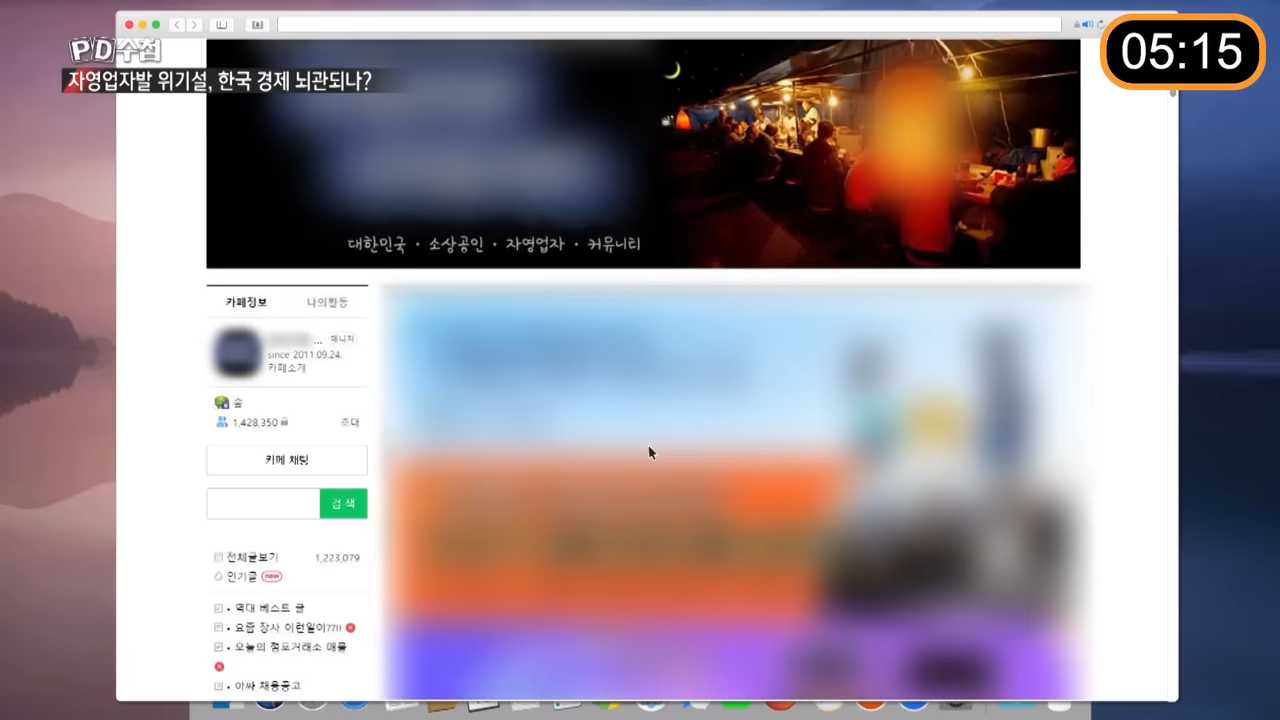 PD수첩
자영업자발 위기설, 한국 경제 뇌관되나?
05:15
대한민국 · 소상공인 · 자영업자 · 커뮤니티
카페정보 나의활동
... 매니저
since 2011.09.24.
카페소개
숲
1,428,350 초대
카페 채팅
검색
전체글보기 1,223,079
인기글 new
• 역대 베스트 글
• 요즘 장사 이런일이??!! N
• 오늘의 점포거래소 매물
N
• 아싸 채용공고